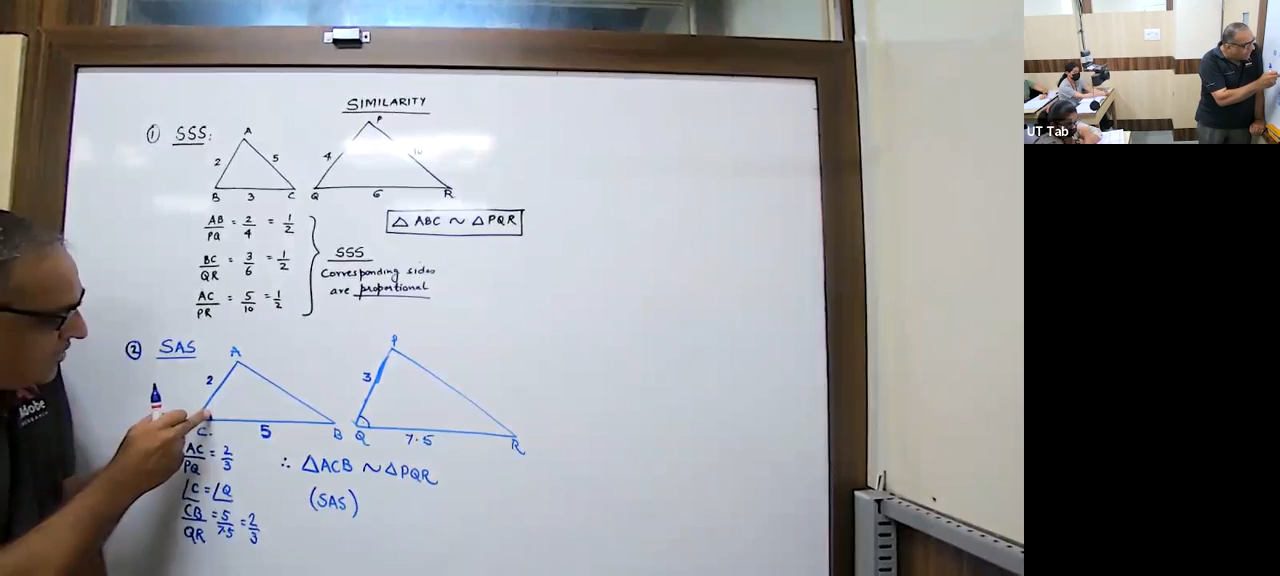 SIMILARITY
① SSS:
A
2 5
B 3 C
P
4 10
Q 6 R
AB/PQ = 2/4 = 1/2
BC/QR = 3/6 = 1/2
AC/PR = 5/10 = 1/2
SSS
Corresponding sides
are proportional
△ ABC ~ △ PQR
② SAS
A
2
C 5 B
P
3
Q 7.5 R
AC/PQ = 2/3
∠C = ∠Q
CB/QR = 5/7.5 = 2/3
∴ △ACB ~ △PQR
(SAS)
UT Tab